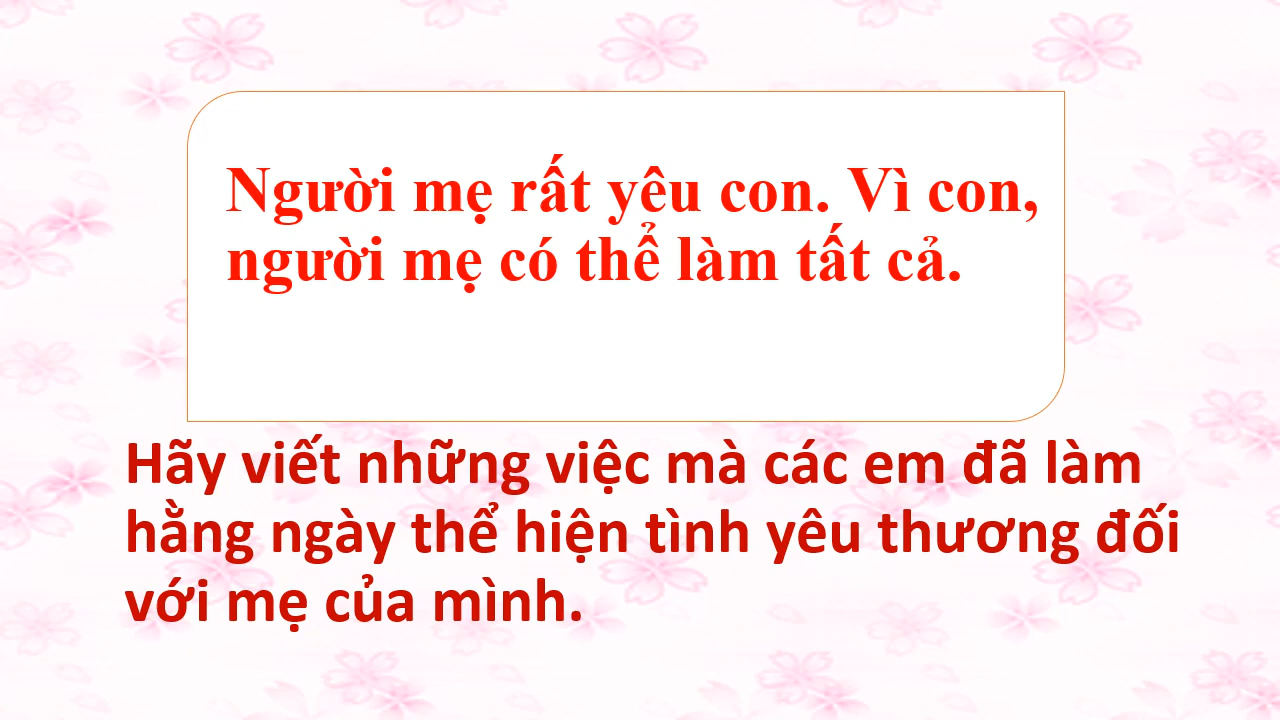 Người mẹ rất yêu con. Vì con,
người mẹ có thể làm tất cả.
Hãy viết những việc mà các em đã làm
hằng ngày thể hiện tình yêu thương đối
với mẹ của mình.